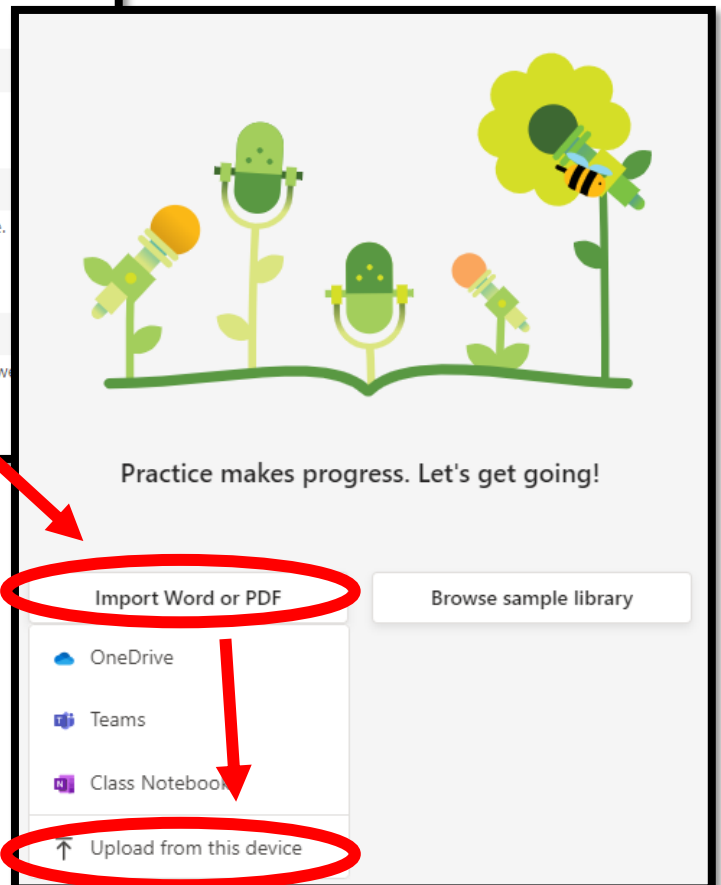 Practice makes progress. Let's get going!
Import Word or PDF
Browse sample library
OneDrive
Teams
Class Notebook
Upload from this device